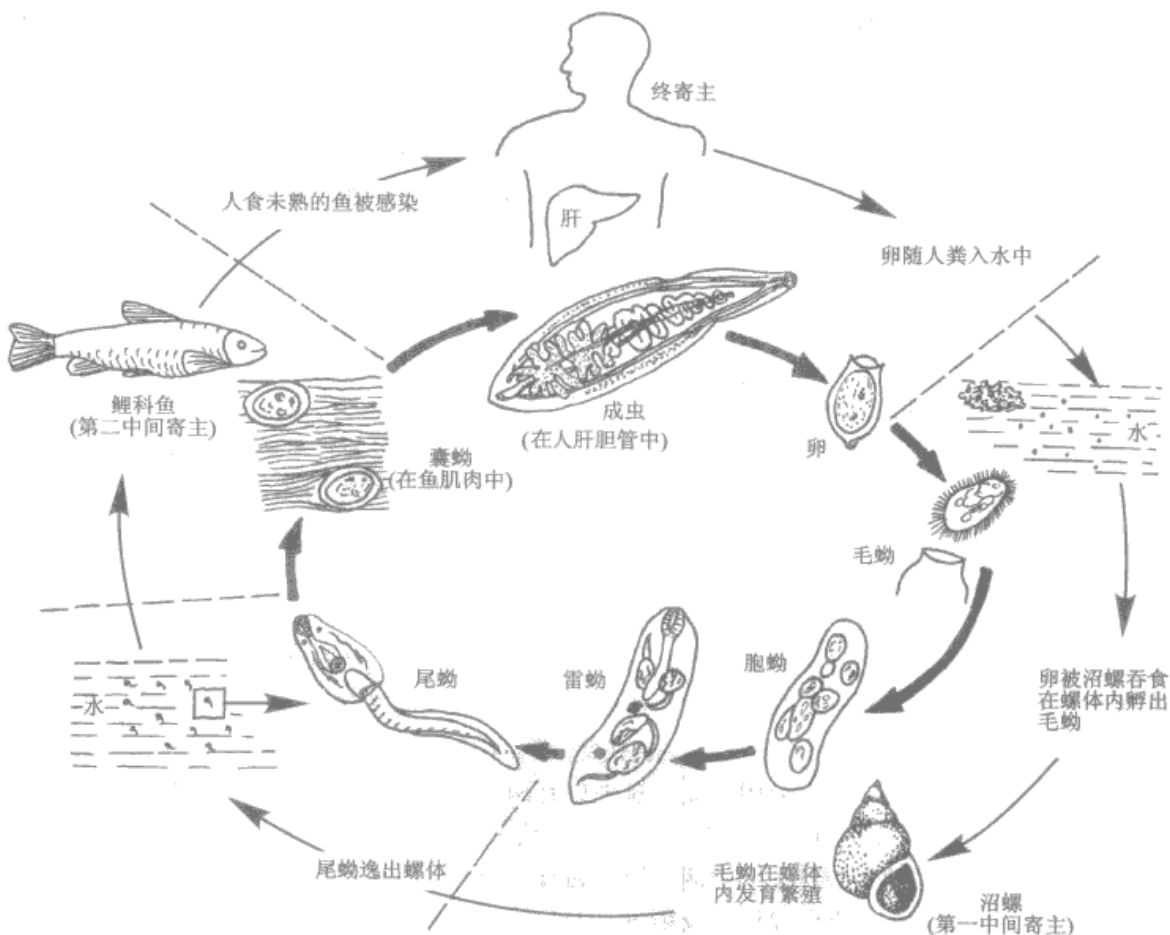 终寄主
肝
人食未熟的鱼被感染
卵随人粪入水中
鲤科鱼
(第二中间寄主)
成虫
(在人肝胆管中)
卵
水
囊蚴
(在鱼肌肉中)
毛蚴
水
尾蚴
雷蚴
胞蚴
卵被沼螺吞食
在螺体内孵出
毛蚴
尾蚴逸出螺体
毛蚴在螺体
内发育繁殖
沼螺
(第一中间寄主)